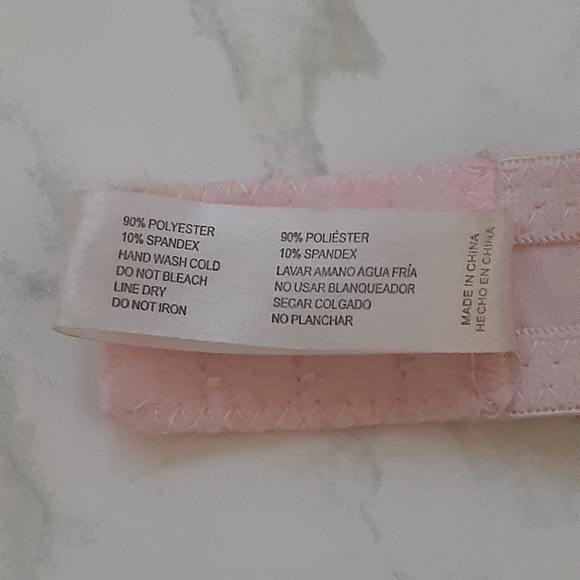 90% POLYESTER
10% SPANDEX
HAND WASH COLD
DO NOT BLEACH
LINE DRY
DO NOT IRON
90% POLIÉSTER
10% SPANDEX
LAVAR AMANO AGUA FRÍA
NO USAR BLANQUEADOR
SEGAR COLGADO
NO PLANCHAR
MADE IN CHINA
HECHO EN CHINA